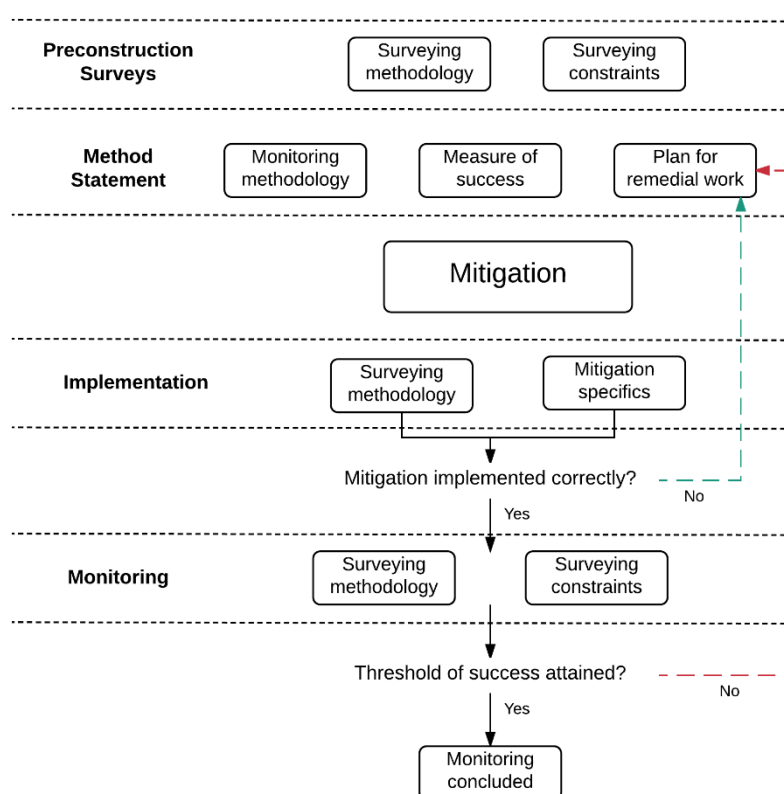 Preconstruction
Surveys
Surveying
methodology
Surveying
constraints
Method
Statement
Monitoring
methodology
Measure of
success
Plan for
remedial work
Mitigation
Implementation
Surveying
methodology
Mitigation
specifics
Mitigation implemented correctly?
No
Yes
Monitoring
Surveying
methodology
Surveying
constraints
Threshold of success attained?
No
Yes
Monitoring
concluded